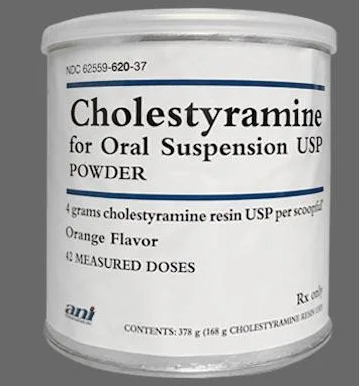 NDC 62559-620-37
Cholestyramine
for Oral Suspension USP
POWDER
4 grams cholestyramine resin USP per scoopful*
Orange Flavor
42 MEASURED DOSES
Rx only
ani
CONTENTS: 378 g (168 g CHOLESTYRAMINE RESIN